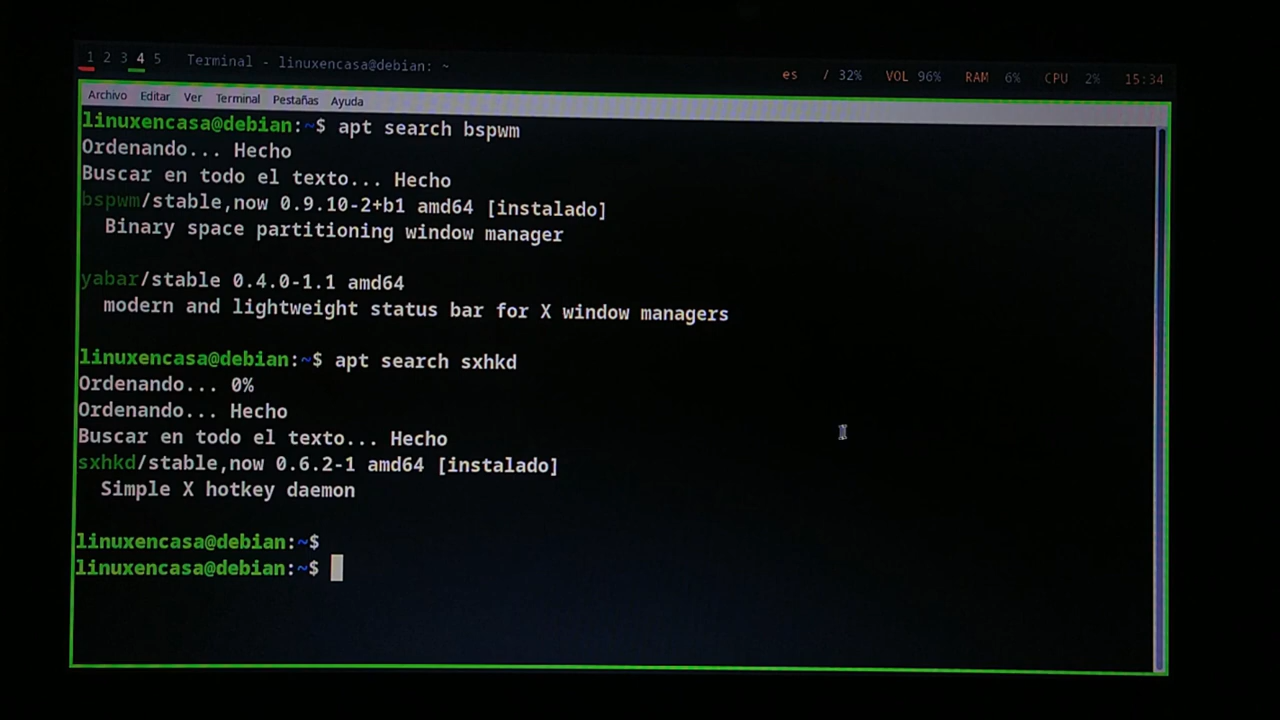 1 2 3 4 5 Terminal - linuxencasa@debian: ~ es / 32% VOL 96% RAM 6% CPU 2% 15:34
Archivo Editar Ver Terminal Pestañas Ayuda
linuxencasa@debian:~$ apt search bspwm
Ordenando... Hecho
Buscar en todo el texto... Hecho
bspwm/stable,now 0.9.10-2+b1 amd64 [instalado]
Binary space partitioning window manager
yabar/stable 0.4.0-1.1 amd64
modern and lightweight status bar for X window managers
linuxencasa@debian:~$ apt search sxhkd
Ordenando... 0%
Ordenando... Hecho
Buscar en todo el texto... Hecho
sxhkd/stable,now 0.6.2-1 amd64 [instalado]
Simple X hotkey daemon
linuxencasa@debian:~$
linuxencasa@debian:~$